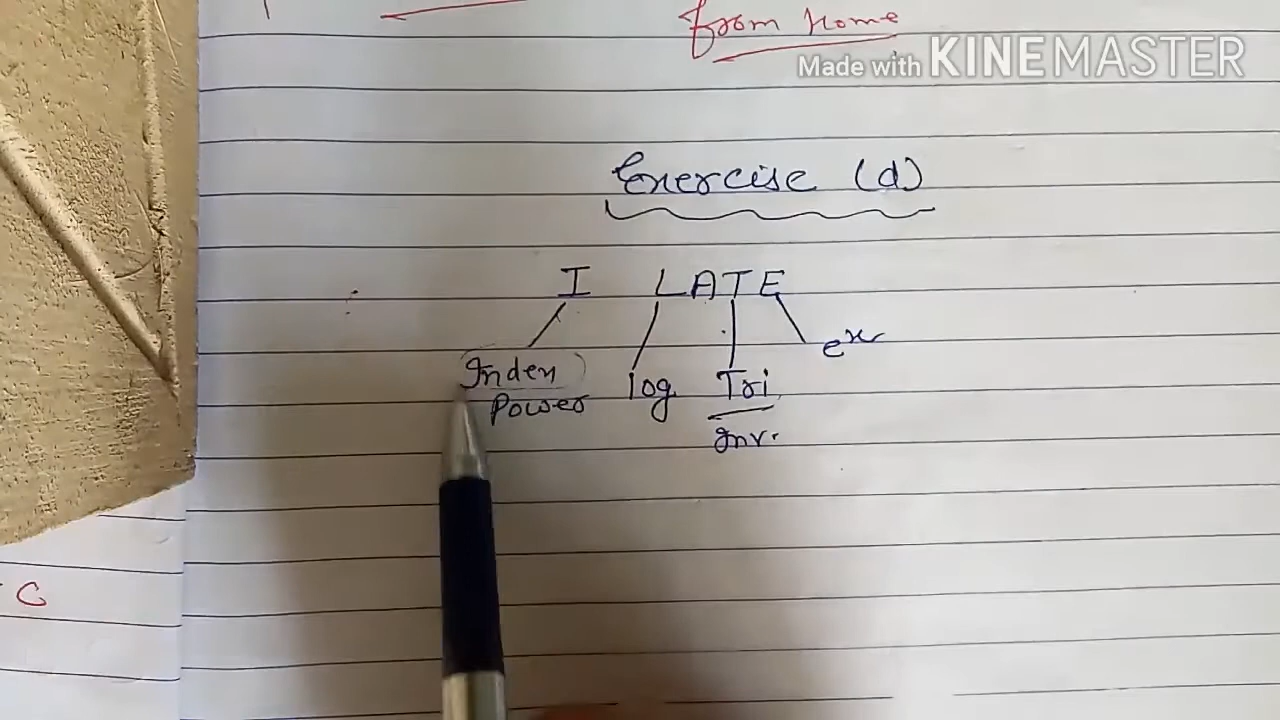 from home
Made with KINEMASTER
Exercise (d)
I LATE
Index log Tri e^x
Power Inv.
C